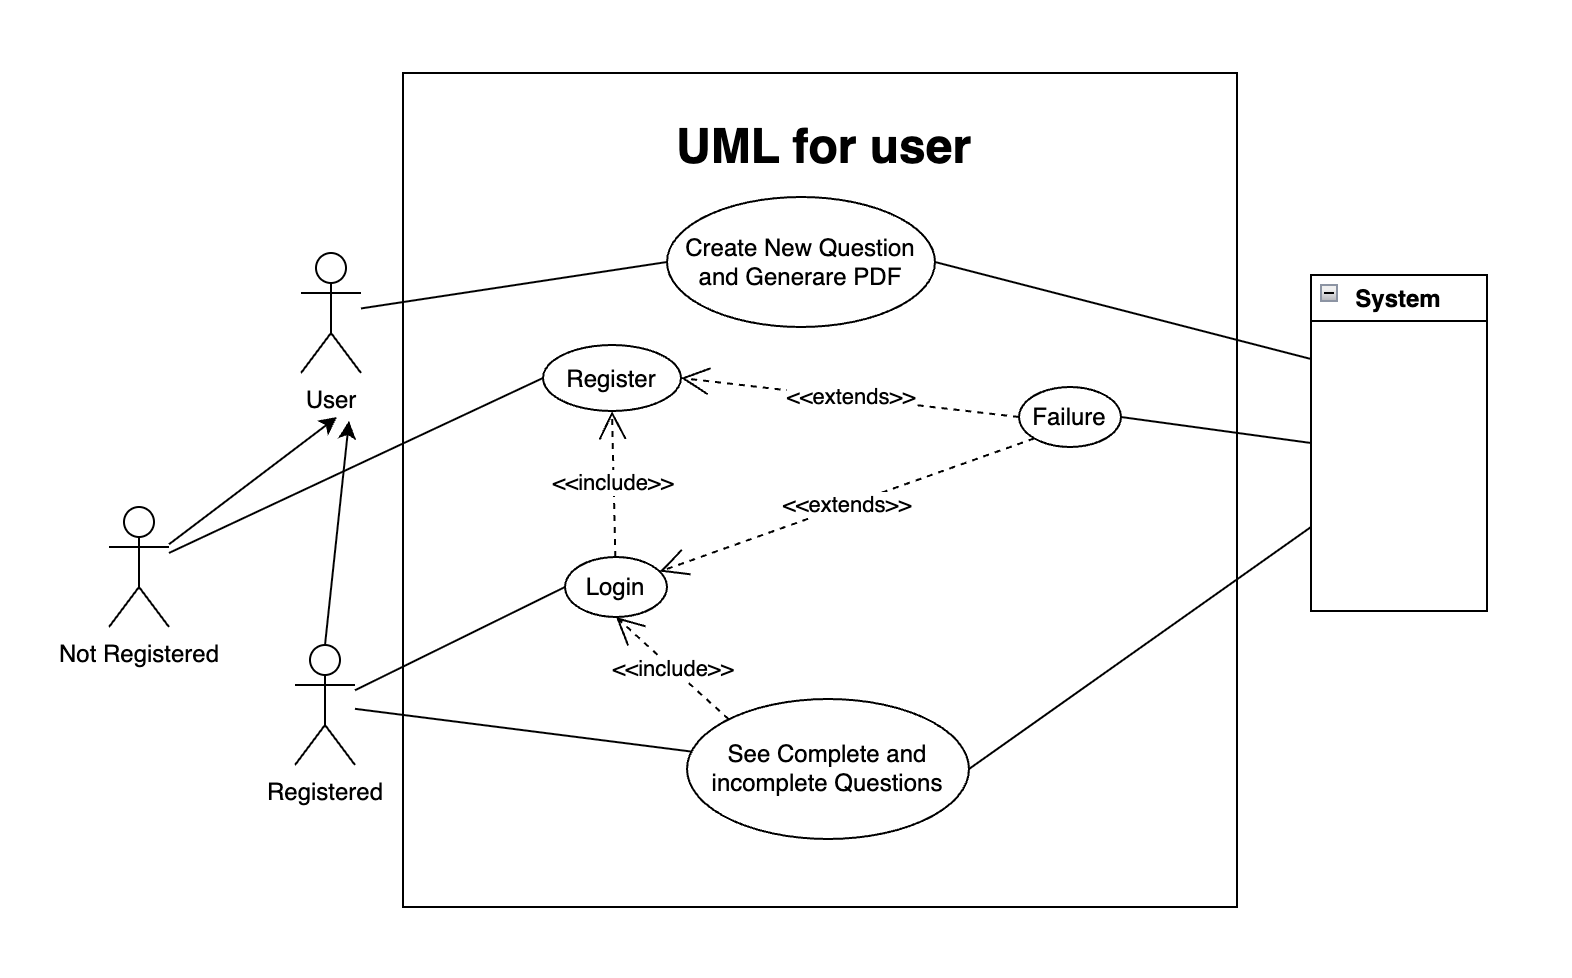 UML for user
Create New Question
and Generare PDF
System
Register
<<extends>>
Failure
User
<<include>>
<<extends>>
Login
Not Registered
<<include>>
See Complete and
incomplete Questions
Registered